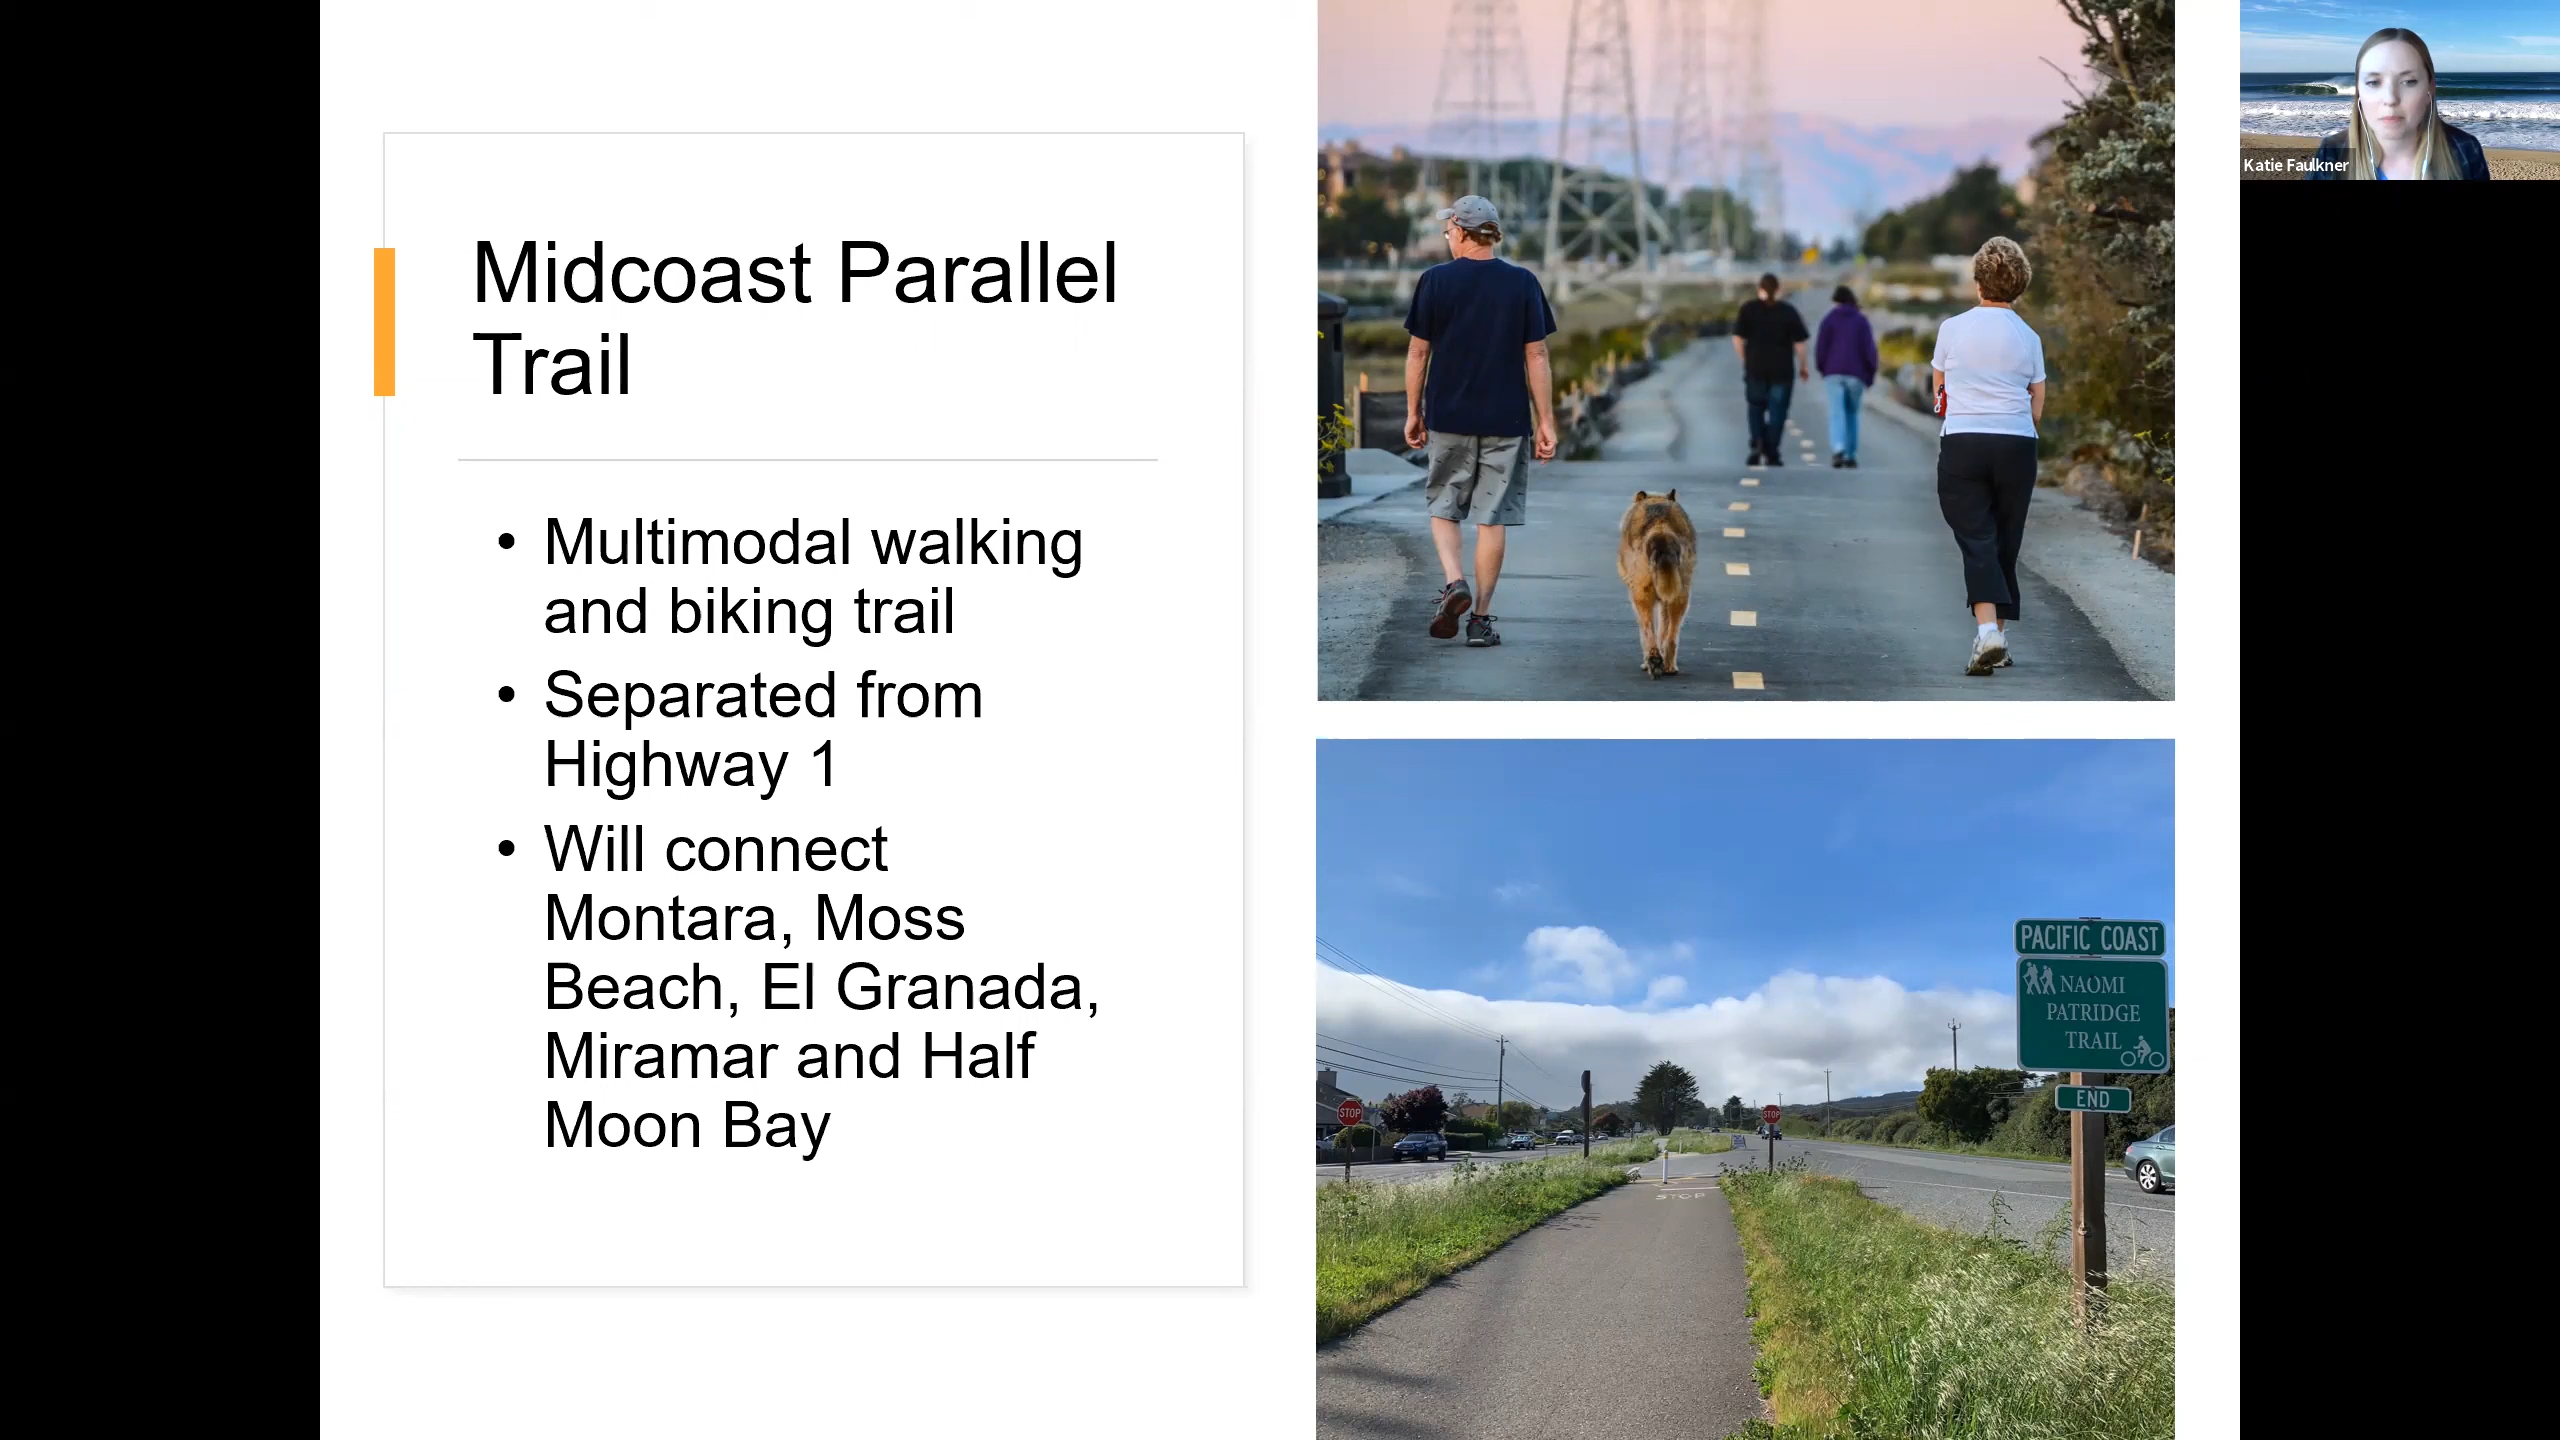 Midcoast Parallel
Trail
• Multimodal walking
and biking trail
• Separated from
Highway 1
• Will connect
Montara, Moss
Beach, El Granada,
Miramar and Half
Moon Bay
Katie Faulkner
PACIFIC COAST
NAOMI
PATRIDGE
TRAIL
END
STOP
STOP
STOP